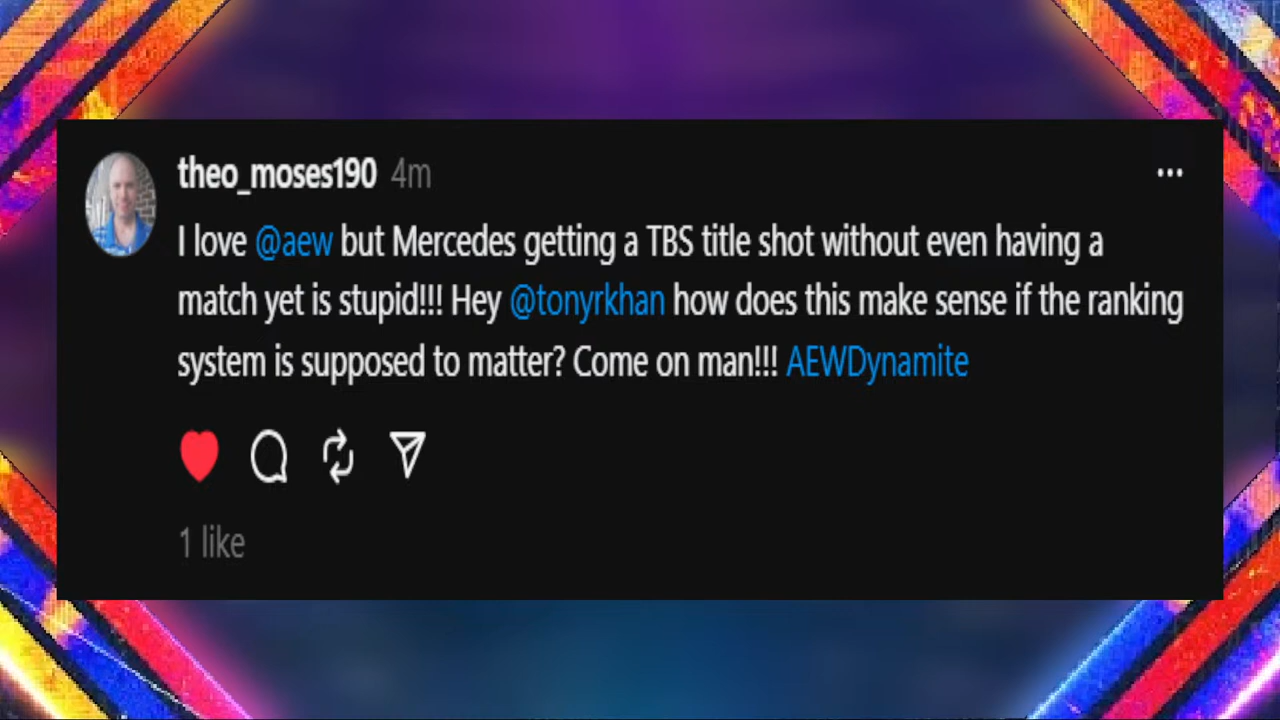 theo_moses190 4m
I love @aew but Mercedes getting a TBS title shot without even having a
match yet is stupid!!! Hey @tonyrkhan how does this make sense if the ranking
system is supposed to matter? Come on man!!! AEWDynamite
1 like